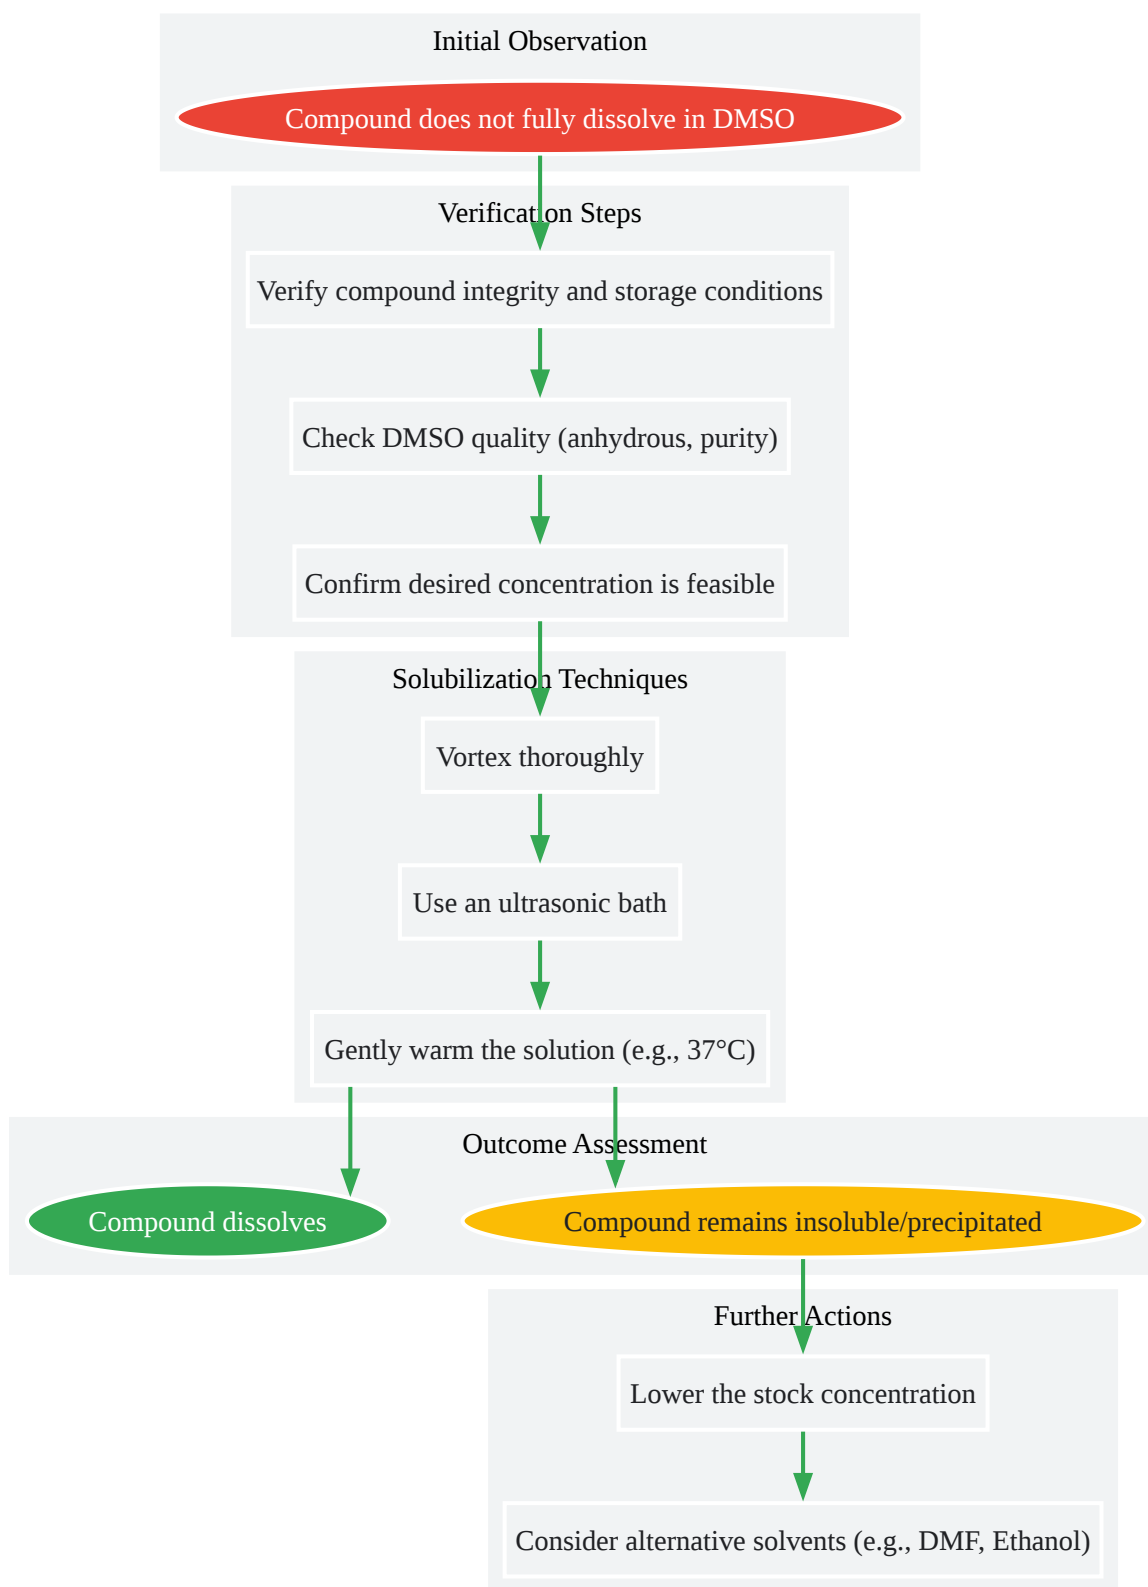 Initial Observation
Compound does not fully dissolve in DMSO
Verification Steps
Verify compound integrity and storage conditions
Check DMSO quality (anhydrous, purity)
Confirm desired concentration is feasible
Solubilization Techniques
Vortex thoroughly
Use an ultrasonic bath
Gently warm the solution (e.g., 37°C)
Outcome Assessment
Compound dissolves
Compound remains insoluble/precipitated
Further Actions
Lower the stock concentration
Consider alternative solvents (e.g., DMF, Ethanol)